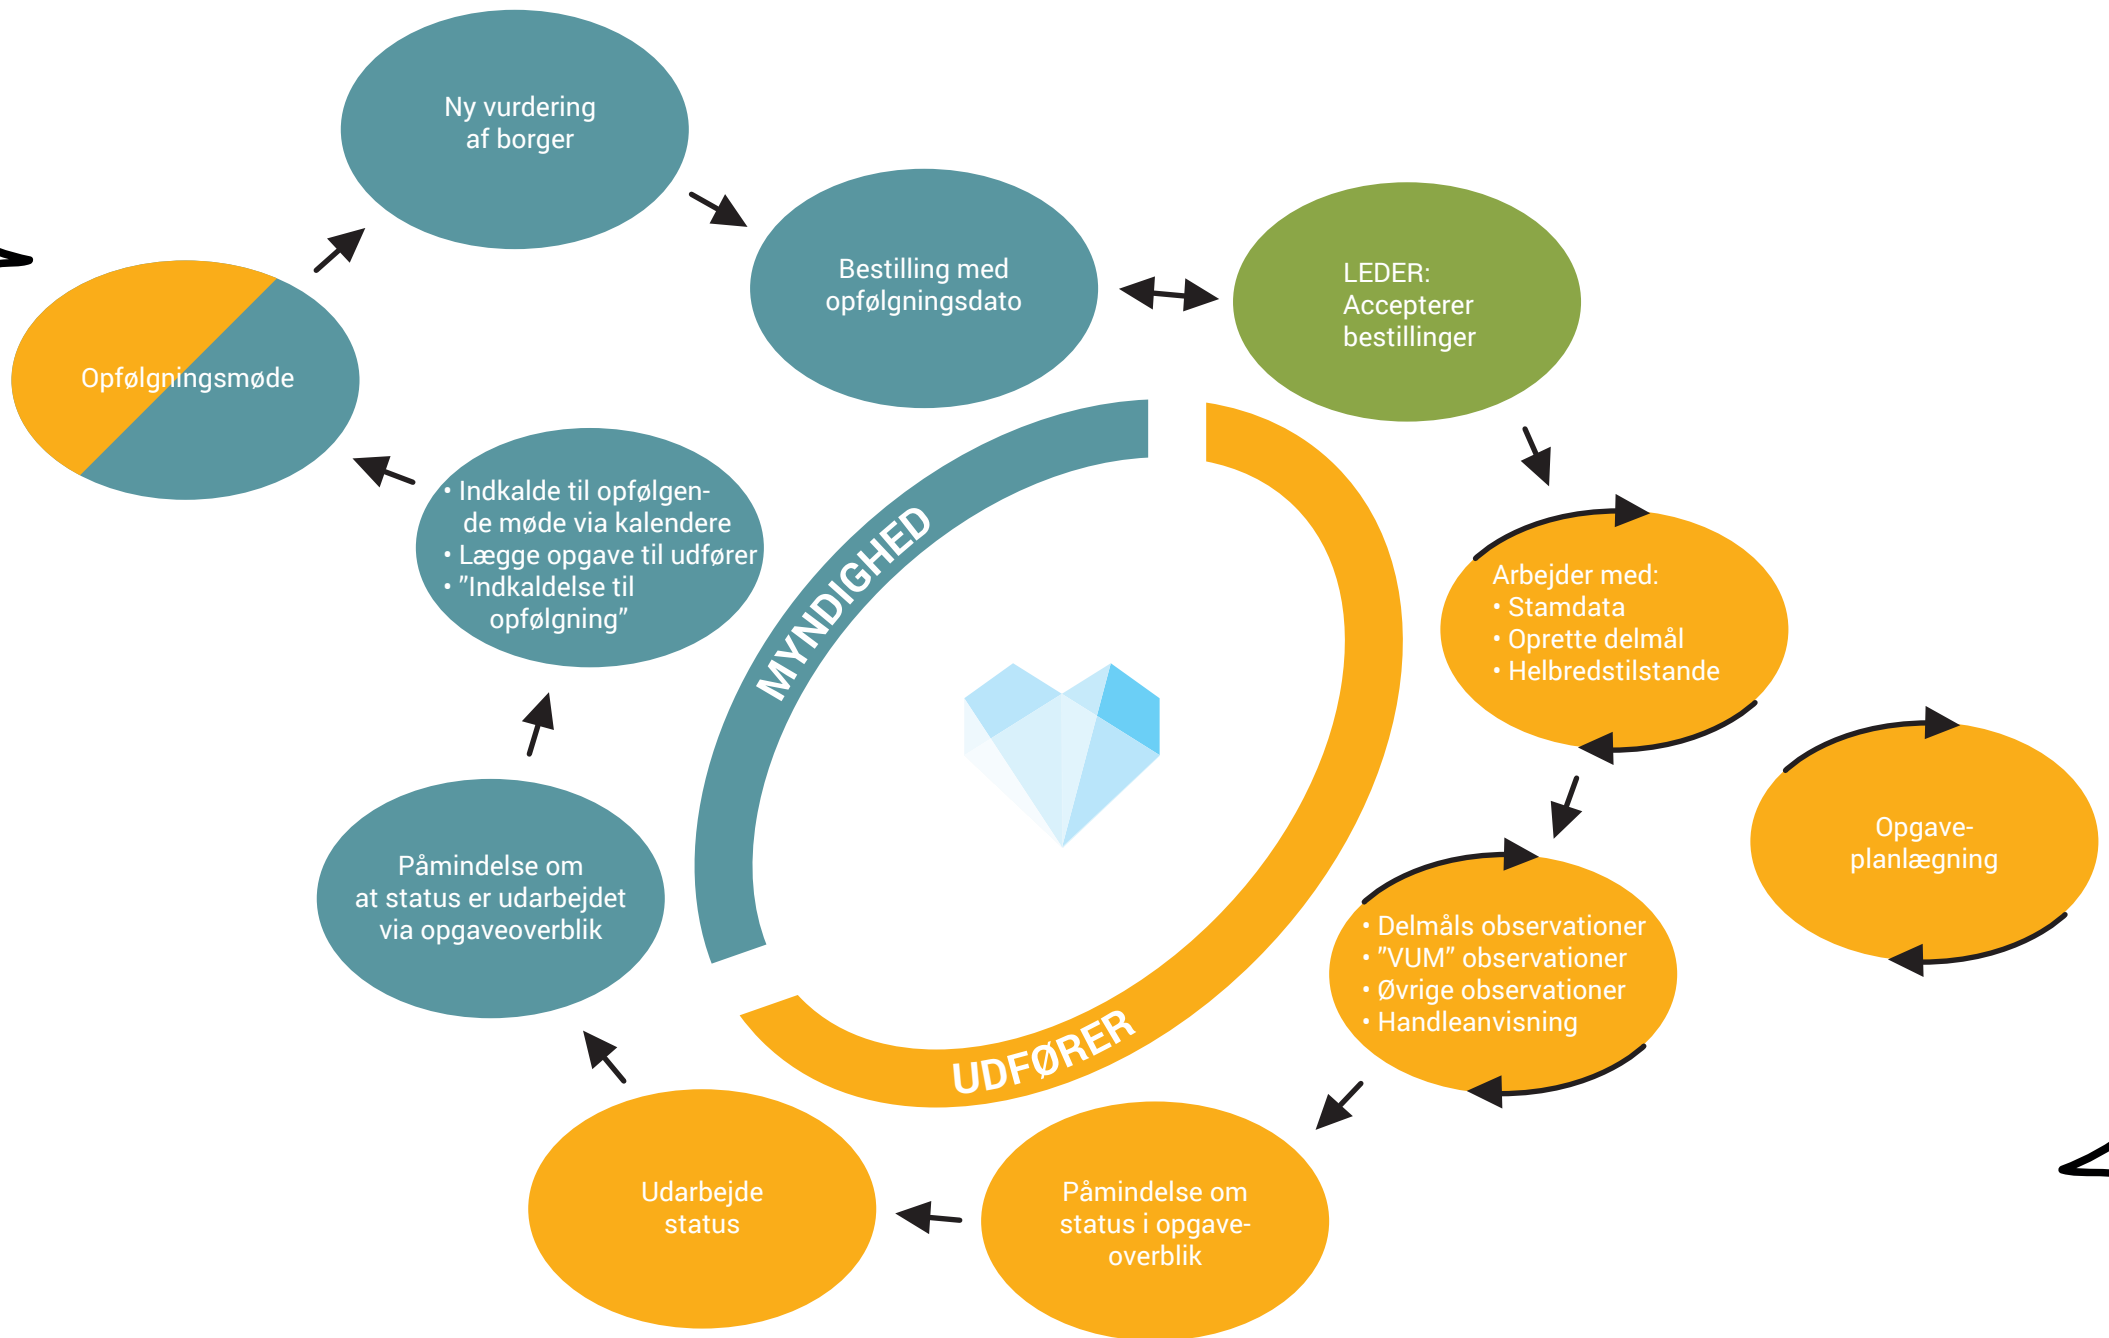 Ny vurdering
af borger
Bestilling med
opfølgningsdato
LEDER:
Accepterer
bestillinger
Opfølgningsmøde
• Indkalde til opfølgen-
de møde via kalendere
• Lægge opgave til udfører
• ”Indkaldelse til
opfølgning”
MYNDIGHED
Arbejder med:
• Stamdata
• Oprette delmål
• Helbredstilstande
Opgave-
planlægning
Påmindelse om
at status er udarbejdet
via opgaveoverblik
• Delmåls observationer
• ”VUM” observationer
• Øvrige observationer
• Handleanvisning
UDFØRER
Udarbejde
status
Påmindelse om
status i opgave-
overblik